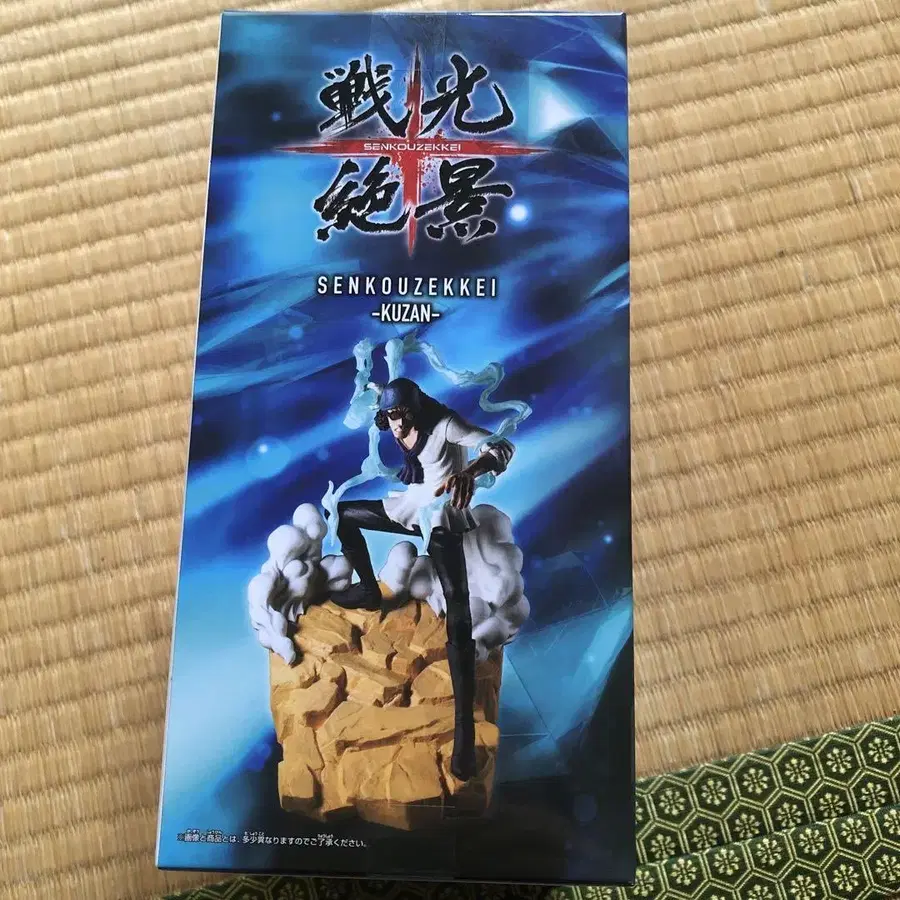 戦光
SENKOUZEKKEI
絶景
SENKOUZEKKEI
-KUZAN-
※画像と商品とは、多少異なりますのでご了承ください。